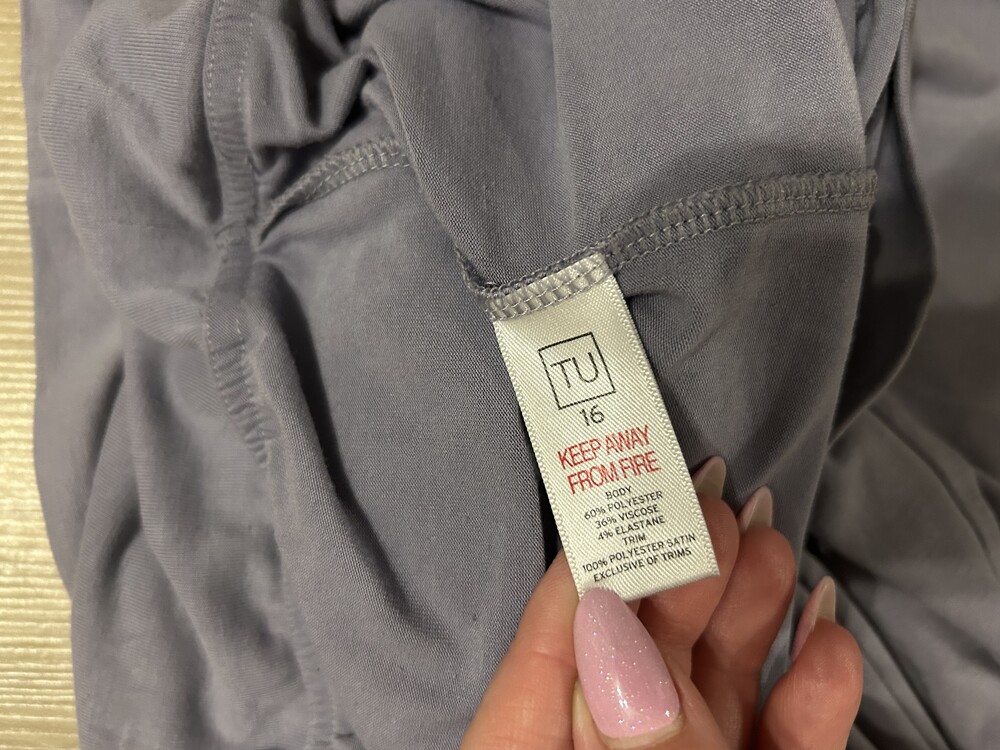 TU
16
KEEP AWAY
FROM FIRE
BODY
60% POLYESTER
36% VISCOSE
4% ELASTANE
TRIM
100% POLYESTER SATIN
EXCLUSIVE OF TRIMS